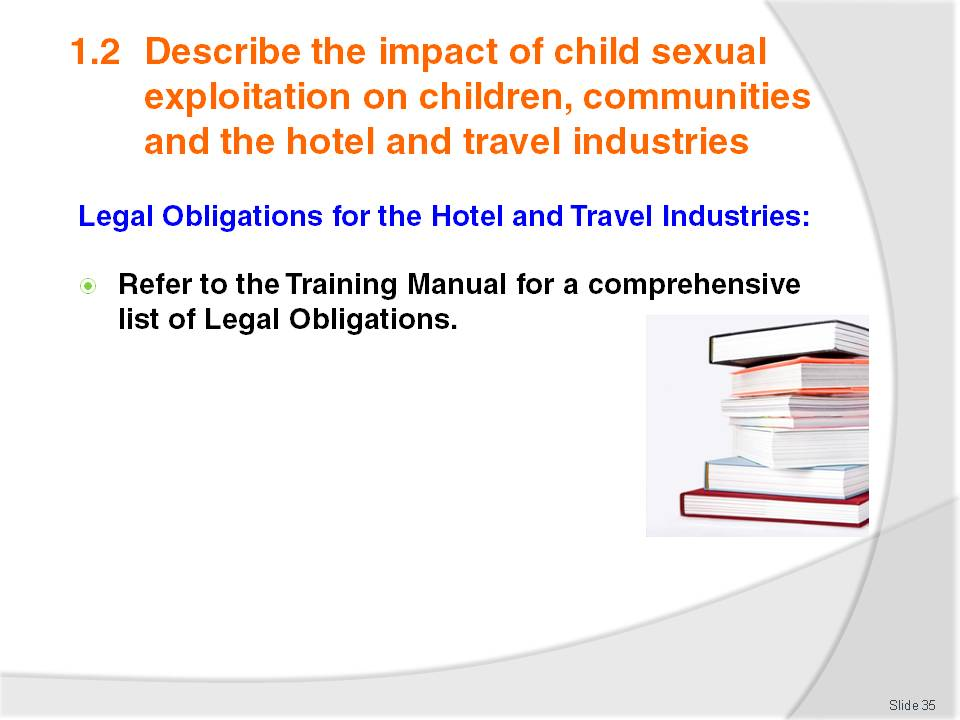 1.2 Describe the impact of child sexual
exploitation on children, communities
and the hotel and travel industries
Legal Obligations for the Hotel and Travel Industries:
Refer to the Training Manual for a comprehensive
list of Legal Obligations.
Slide 35